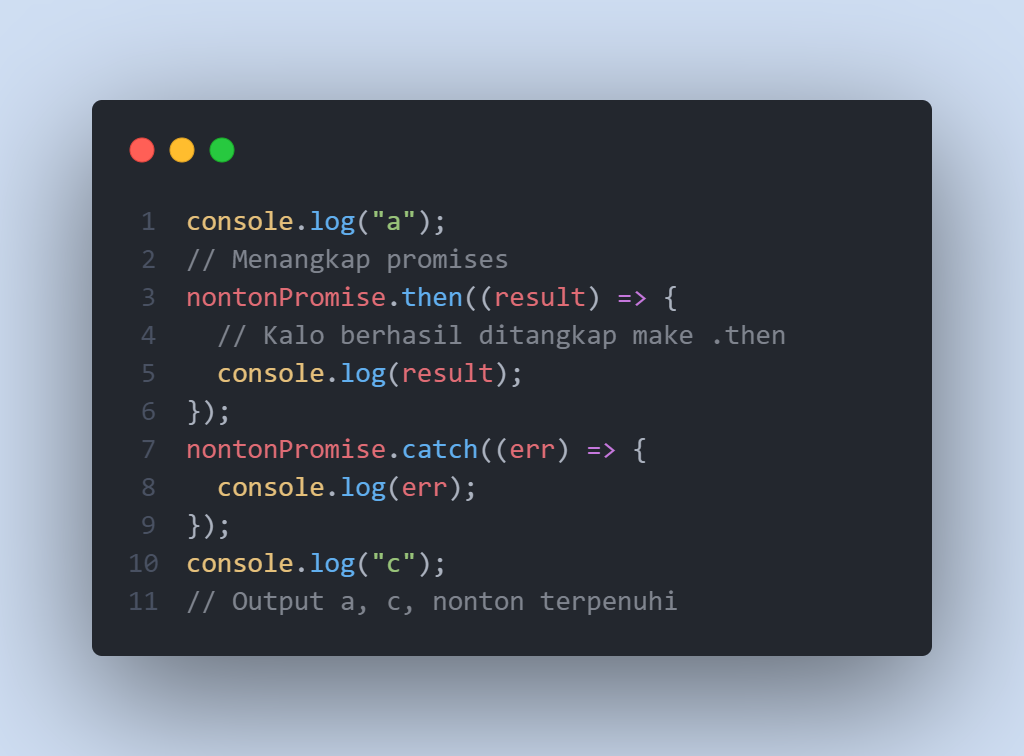 1 console.log("a");
2 // Menangkap promises
3 nontonPromise.then((result) => {
4   // Kalo berhasil ditangkap make .then
5   console.log(result);
6 });
7 nontonPromise.catch((err) => {
8   console.log(err);
9 });
10 console.log("c");
11 // Output a, c, nonton terpenuhi